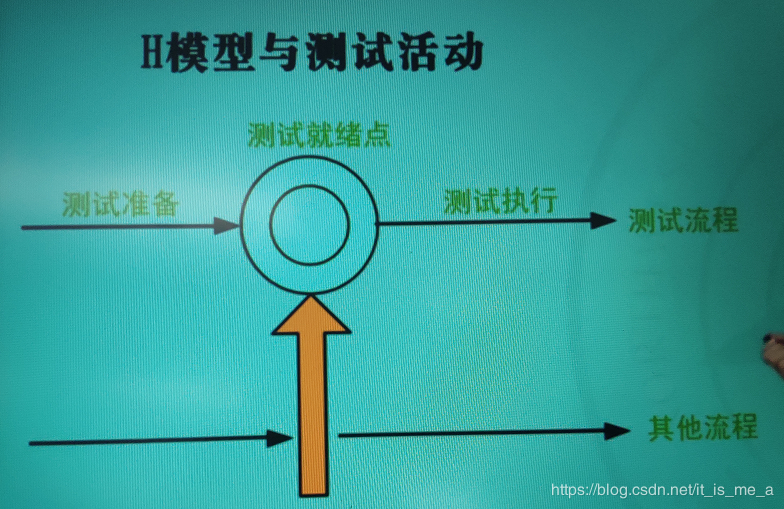 H模型与测试活动
测试就绪点
测试准备
测试执行
测试流程
其他流程
https://blog.csdn.net/it_is_me_a